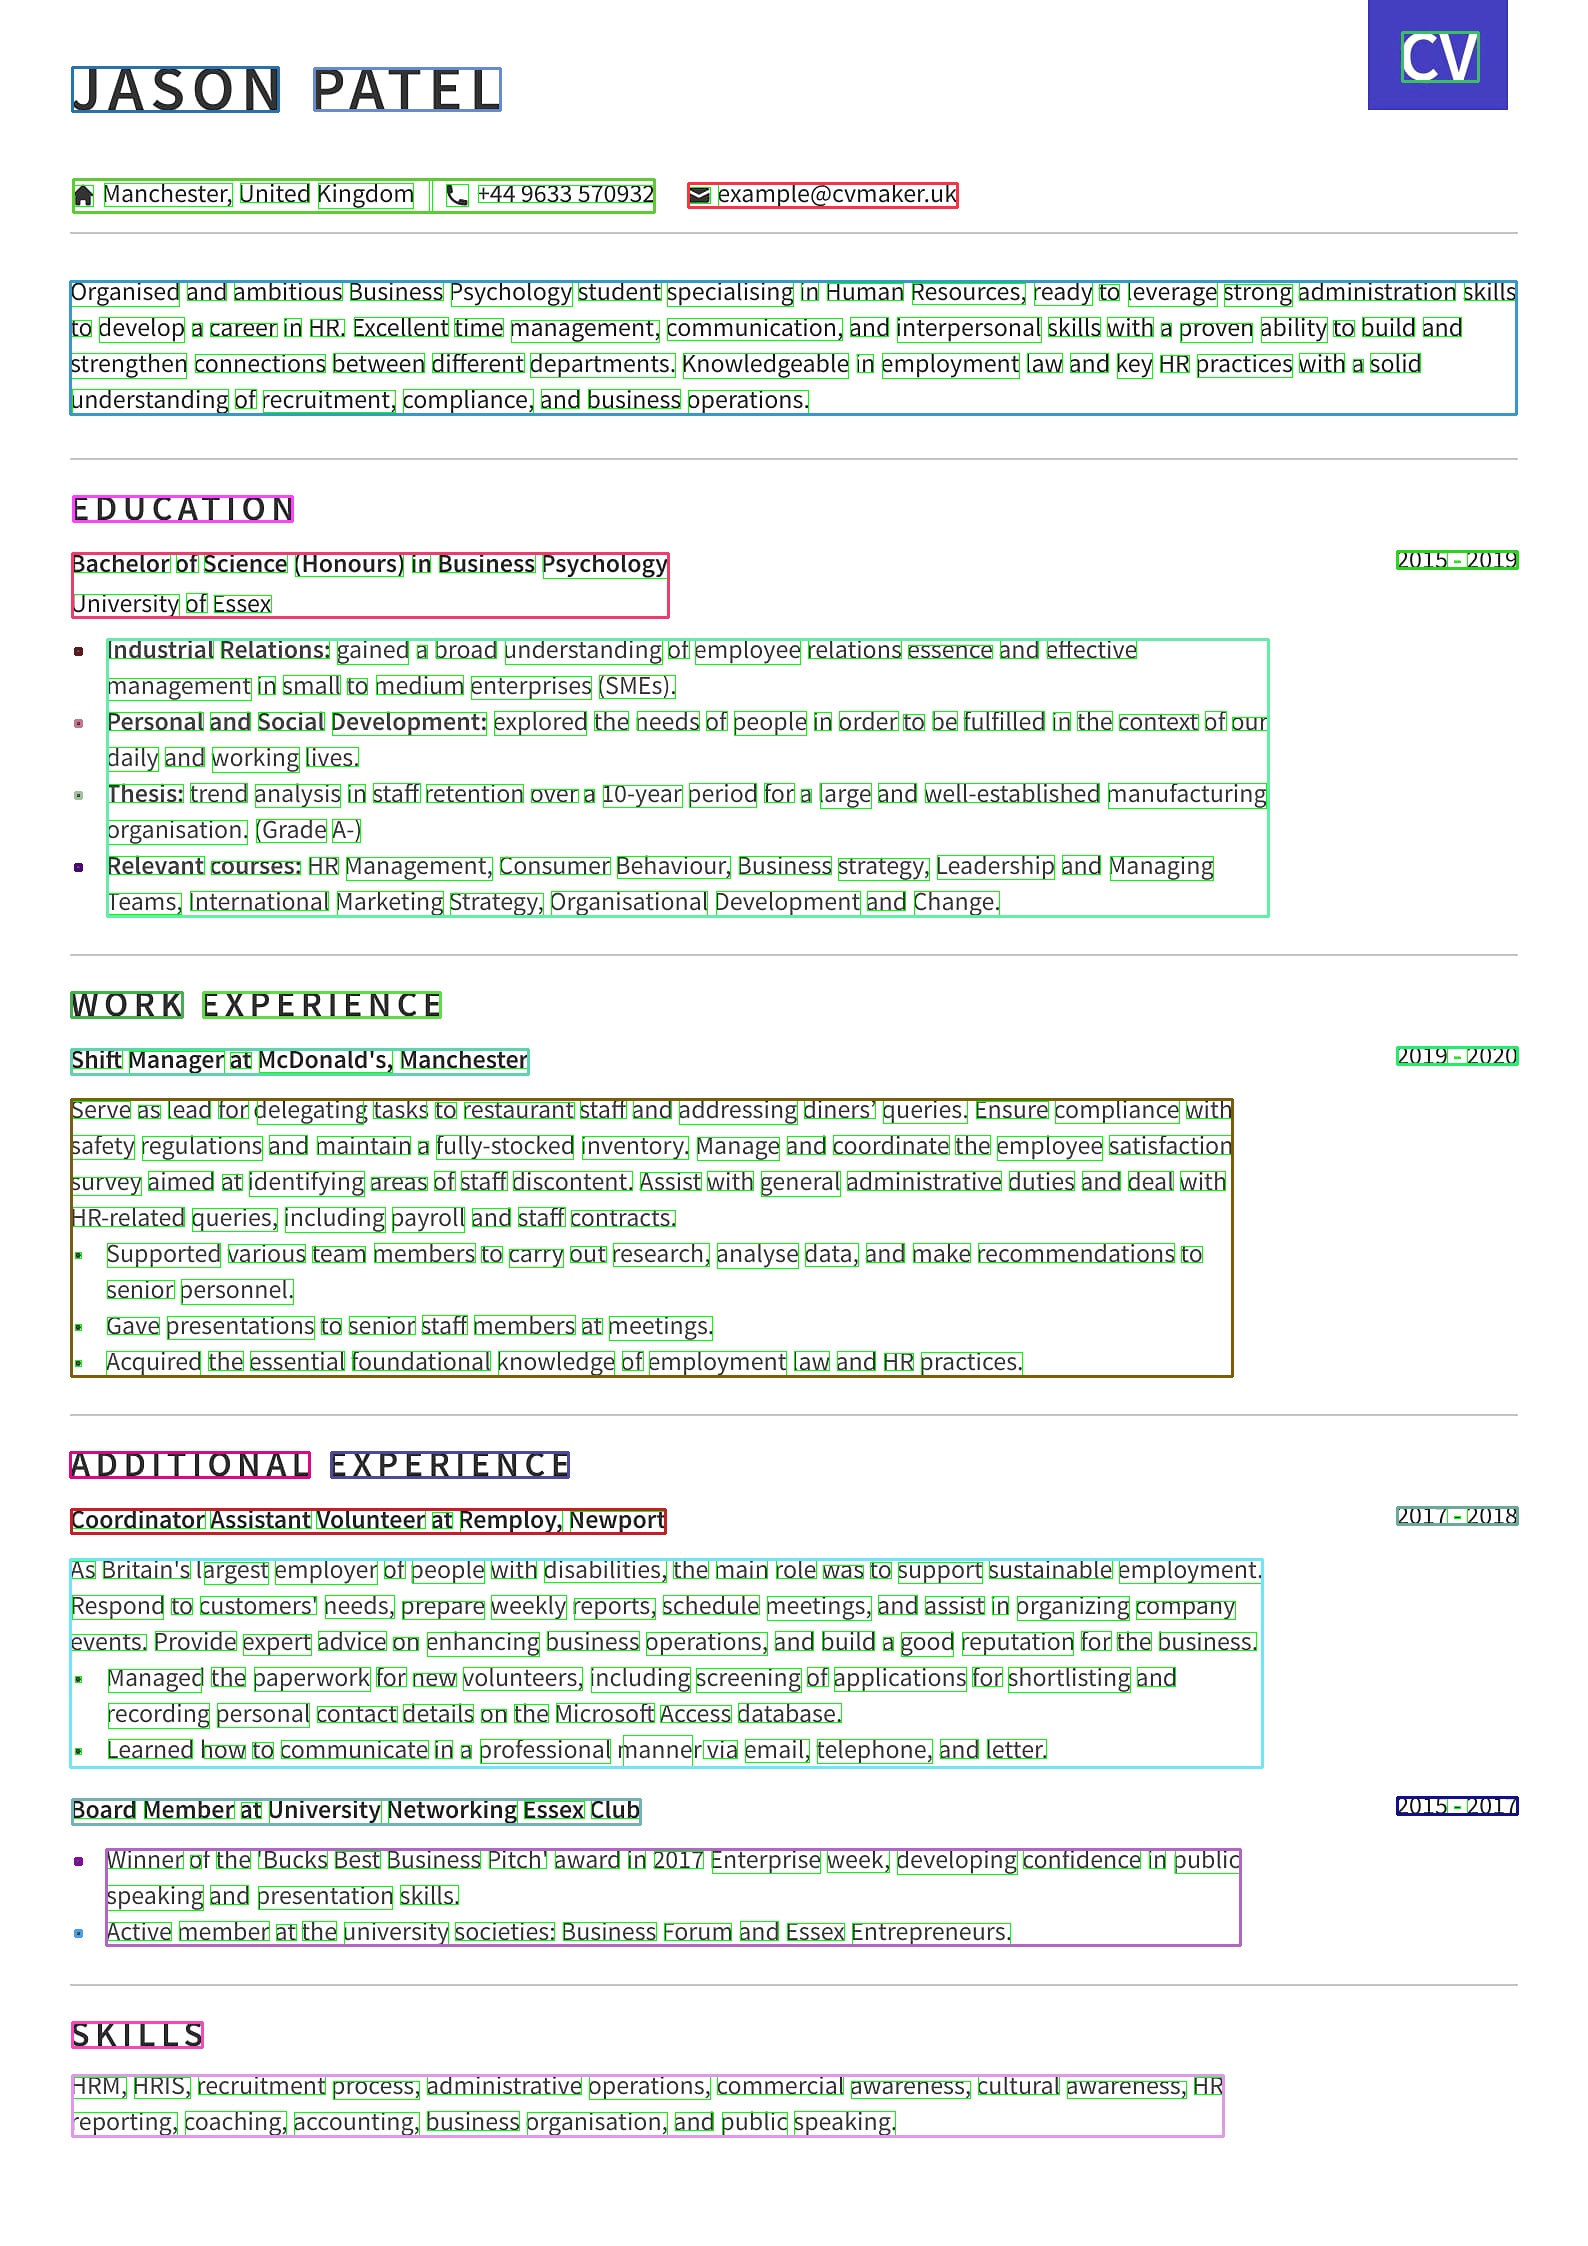 JASON PATEL
CV
Manchester, United Kingdom +44 9633 570932 example@cvmaker.uk
Organised and ambitious Business Psychology student specialising in Human Resources, ready to leverage strong administration skills
to develop a career in HR. Excellent time management, communication, and interpersonal skills with a proven ability to build and
strengthen connections between different departments. Knowledgeable in employment law and key HR practices with a solid
understanding of recruitment, compliance, and business operations.
EDUCATION
Bachelor of Science (Honours) in Business Psychology 2015 - 2019
University of Essex
Industrial Relations: gained a broad understanding of employee relations essence and effective
management in small to medium enterprises (SMEs).
Personal and Social Development: explored the needs of people in order to be fulfilled in the context of our
daily and working lives.
Thesis: trend analysis in staff retention over a 10-year period for a large and well-established manufacturing
organisation. (Grade A-)
Relevant courses: HR Management, Consumer Behaviour, Business strategy, Leadership and Managing
Teams, International Marketing Strategy, Organisational Development and Change.
WORK EXPERIENCE
Shift Manager at McDonald's, Manchester 2019 - 2020
Serve as lead for delegating tasks to restaurant staff and addressing diners’ queries. Ensure compliance with
safety regulations and maintain a fully-stocked inventory. Manage and coordinate the employee satisfaction
survey aimed at identifying areas of staff discontent. Assist with general administrative duties and deal with
HR-related queries, including payroll and staff contracts.
Supported various team members to carry out research, analyse data, and make recommendations to
senior personnel.
Gave presentations to senior staff members at meetings.
Acquired the essential foundational knowledge of employment law and HR practices.
ADDITIONAL EXPERIENCE
Coordinator Assistant Volunteer at Remploy, Newport 2017 - 2018
As Britain's largest employer of people with disabilities, the main role was to support sustainable employment.
Respond to customers' needs, prepare weekly reports, schedule meetings, and assist in organizing company
events. Provide expert advice on enhancing business operations, and build a good reputation for the business.
Managed the paperwork for new volunteers, including screening of applications for shortlisting and
recording personal contact details on the Microsoft Access database.
Learned how to communicate in a professional manner via email, telephone, and letter.
Board Member at University Networking Essex Club 2015 - 2017
Winner of the 'Bucks Best Business Pitch' award in 2017 Enterprise week, developing confidence in public
speaking and presentation skills.
Active member at the university societies: Business Forum and Essex Entrepreneurs.
SKILLS
HRM, HRIS, recruitment process, administrative operations, commercial awareness, cultural awareness, HR
reporting, coaching, accounting, business organisation, and public speaking.